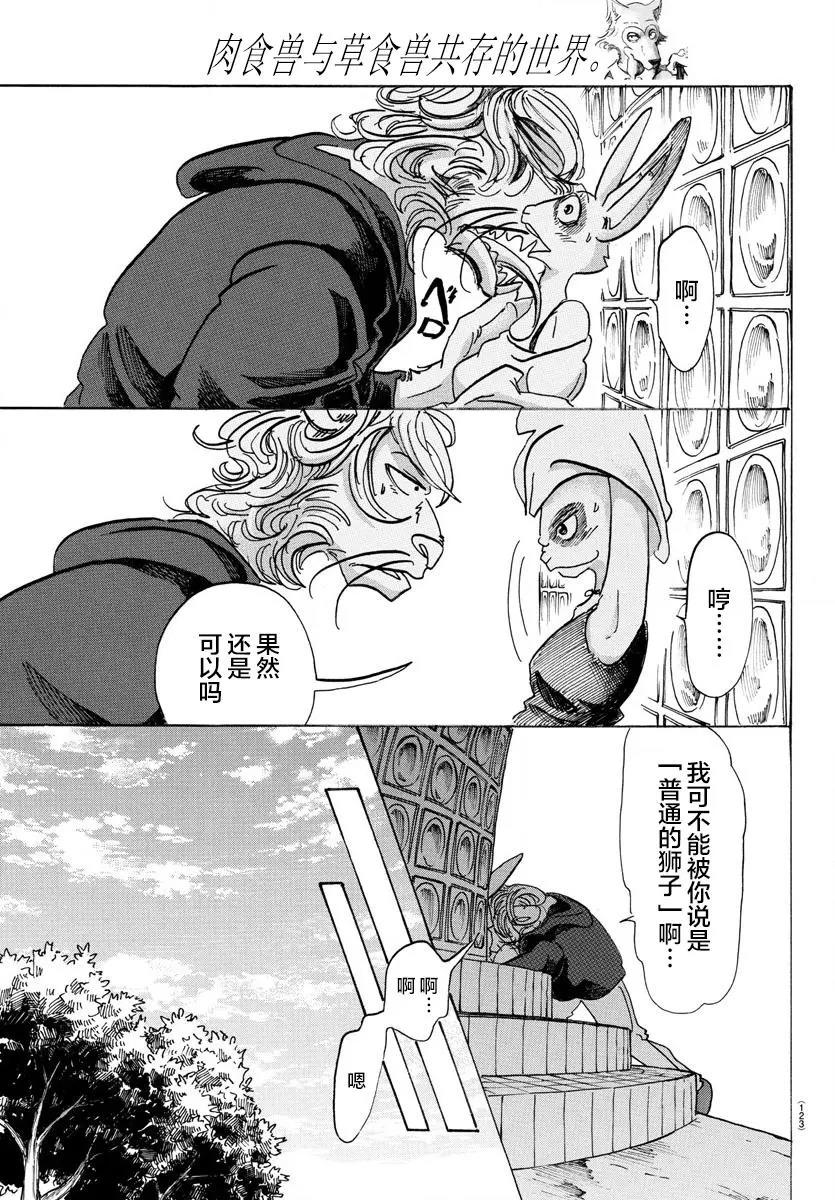 肉食兽与草食兽共存的世界。
啊…
ベロ
哼……
果然
还是
可以吗
我可不能被你说是
「普通的狮子」啊…
啊啊…
嗯
(123)